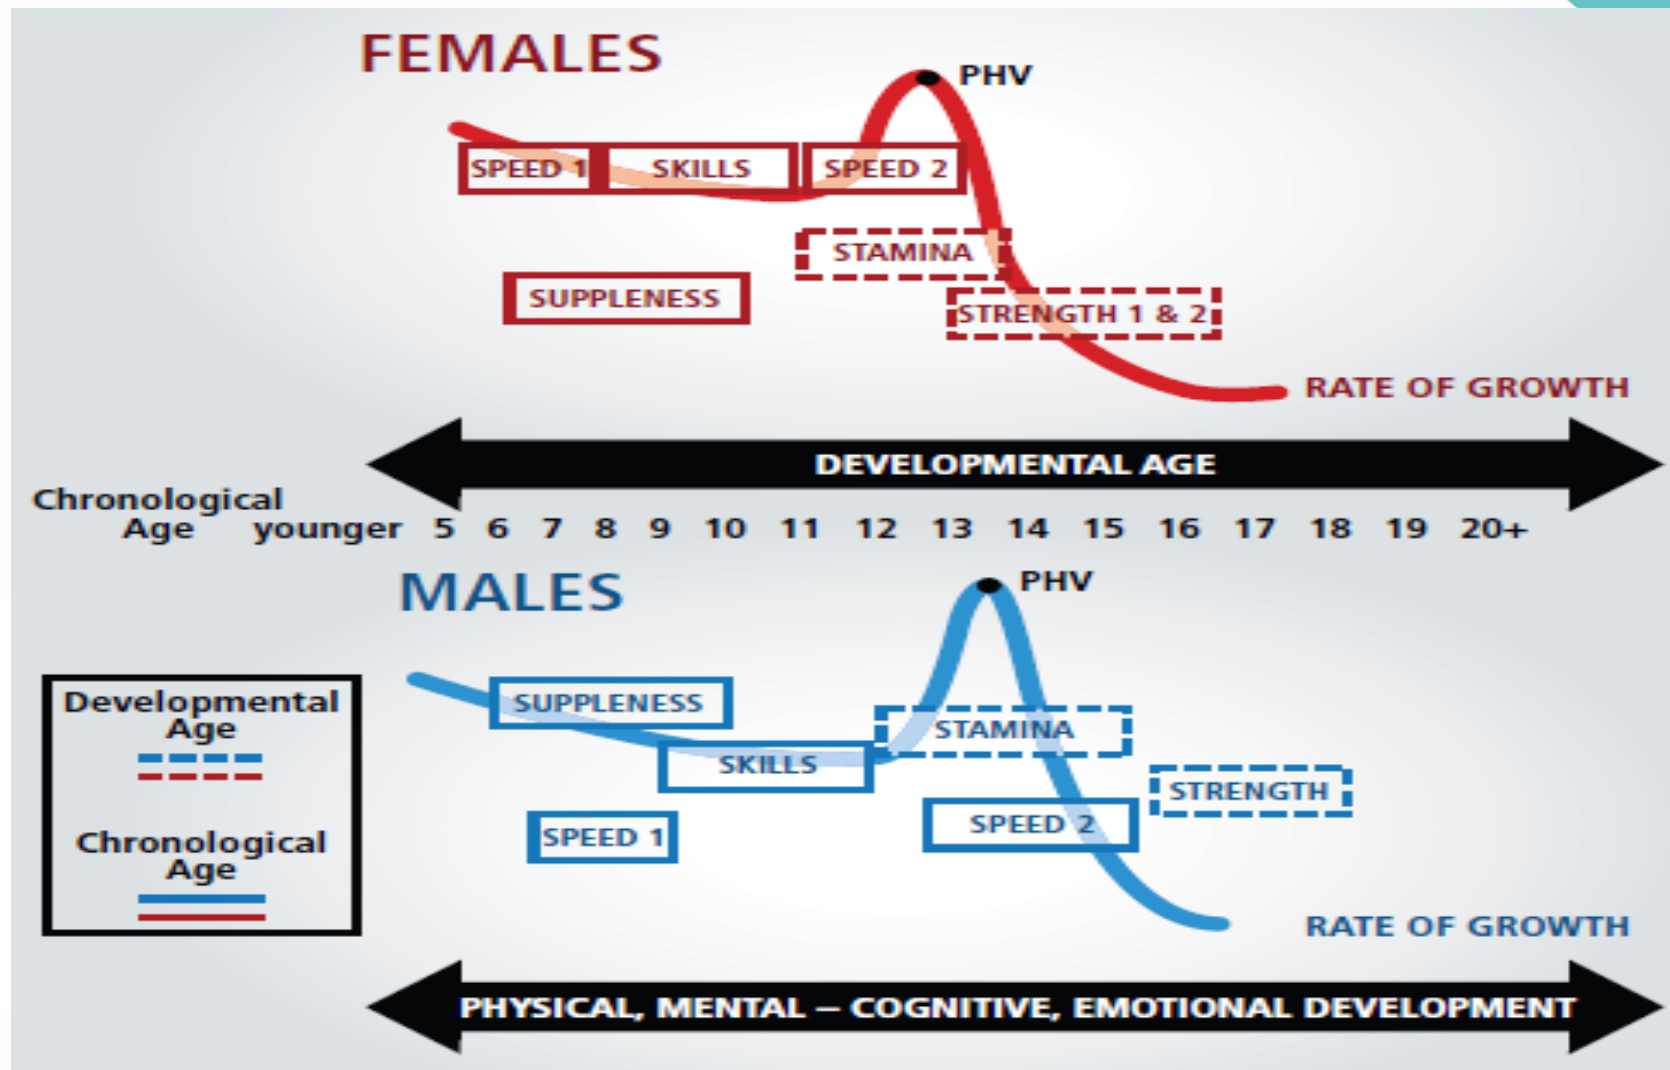 FEMALES
PHV
SPEED 1 SKILLS SPEED 2
STAMINA
SUPPLENESS
STRENGTH 1 & 2
RATE OF GROWTH
DEVELOPMENTAL AGE
Chronological
Age younger 5 6 7 8 9 10 11 12 13 14 15 16 17 18 19 20+
MALES
PHV
SUPPLENESS
STAMINA
SKILLS
STRENGTH
SPEED 2
SPEED 1
RATE OF GROWTH
Developmental
Age
Chronological
Age
PHYSICAL, MENTAL – COGNITIVE, EMOTIONAL DEVELOPMENT